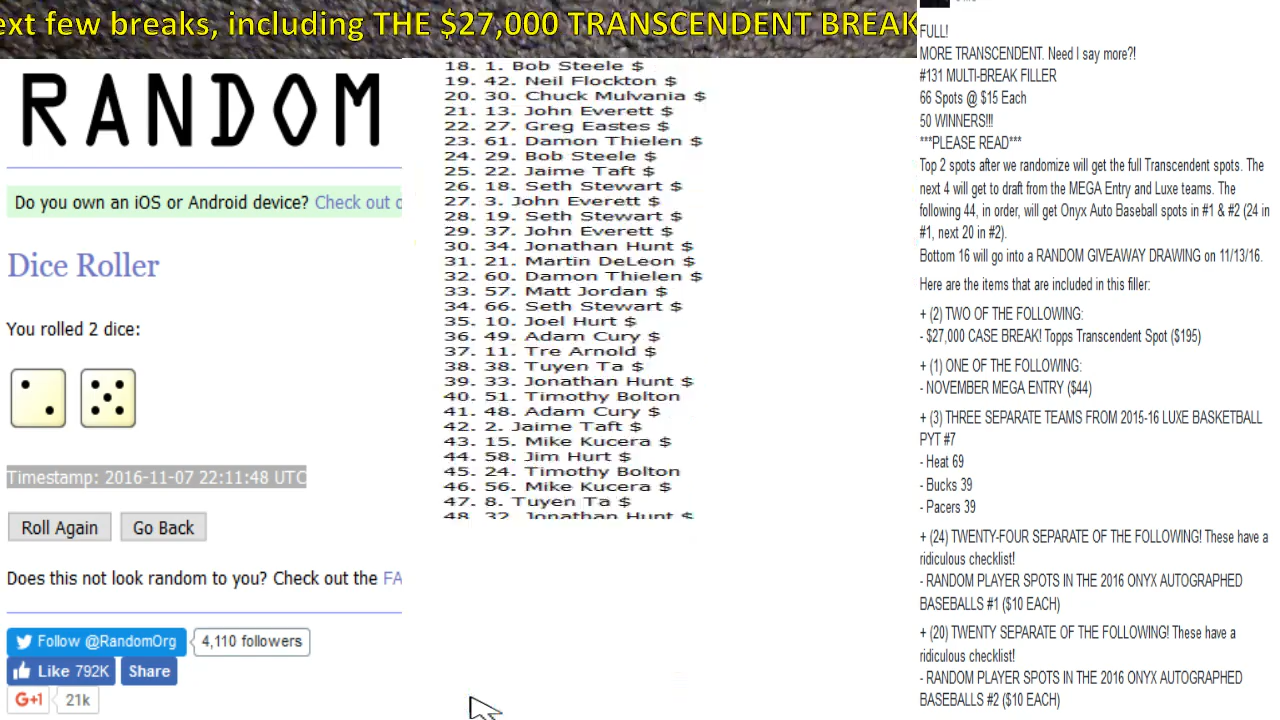 ext few breaks, including THE $27,000 TRANSCENDENT BREAK
RANDOM
Do you own an iOS or Android device? Check out
Dice Roller
You rolled 2 dice:
Timestamp: 2016-11-07 22:11:48 UTC
Roll Again
Go Back
Does this not look random to you? Check out the FA
Follow @RandomOrg
4,110 followers
Like 792K
Share
G+1
21k
18. 1. Bob Steele $
19. 42. Neil Flockton $
20. 30. Chuck Mulvania $
21. 13. John Everett $
22. 27. Greg Eastes $
23. 61. Damon Thielen $
24. 29. Bob Steele $
25. 22. Jaime Taft $
26. 18. Seth Stewart $
27. 3. John Everett $
28. 19. Seth Stewart $
29. 37. John Everett $
30. 34. Jonathan Hunt $
31. 21. Martin DeLeon $
32. 60. Damon Thielen $
33. 57. Matt Jordan $
34. 66. Seth Stewart $
35. 10. Joel Hurt $
36. 49. Adam Cury $
37. 11. Tre Arnold $
38. 38. Tuyen Ta $
39. 33. Jonathan Hunt $
40. 51. Timothy Bolton
41. 48. Adam Cury $
42. 2. Jaime Taft $
43. 15. Mike Kucera $
44. 58. Jim Hurt $
45. 24. Timothy Bolton
46. 56. Mike Kucera $
47. 8. Tuyen Ta $
48. 32. Jonathan Hunt $
FULL!
MORE TRANSCENDENT. Need I say more?!
#131 MULTI-BREAK FILLER
66 Spots @ $15 Each
50 WINNERS!!!
***PLEASE READ***
Top 2 spots after we randomize will get the full Transcendent spots. The
next 4 will get to draft from the MEGA Entry and Luxe teams. The
following 44, in order, will get Onyx Auto Baseball spots in #1 & #2 (24 in
#1, next 20 in #2).
Bottom 16 will go into a RANDOM GIVEAWAY DRAWING on 11/13/16.
Here are the items that are included in this filler:
+ (2) TWO OF THE FOLLOWING:
- $27,000 CASE BREAK! Topps Transcendent Spot ($195)
+ (1) ONE OF THE FOLLOWING:
- NOVEMBER MEGA ENTRY ($44)
+ (3) THREE SEPARATE TEAMS FROM 2015-16 LUXE BASKETBALL
PYT #7
- Heat 69
- Bucks 39
- Pacers 39
+ (24) TWENTY-FOUR SEPARATE OF THE FOLLOWING! These have a
ridiculous checklist!
- RANDOM PLAYER SPOTS IN THE 2016 ONYX AUTOGRAPHED
BASEBALLS #1 ($10 EACH)
+ (20) TWENTY SEPARATE OF THE FOLLOWING! These have a
ridiculous checklist!
- RANDOM PLAYER SPOTS IN THE 2016 ONYX AUTOGRAPHED
BASEBALLS #2 ($10 EACH)